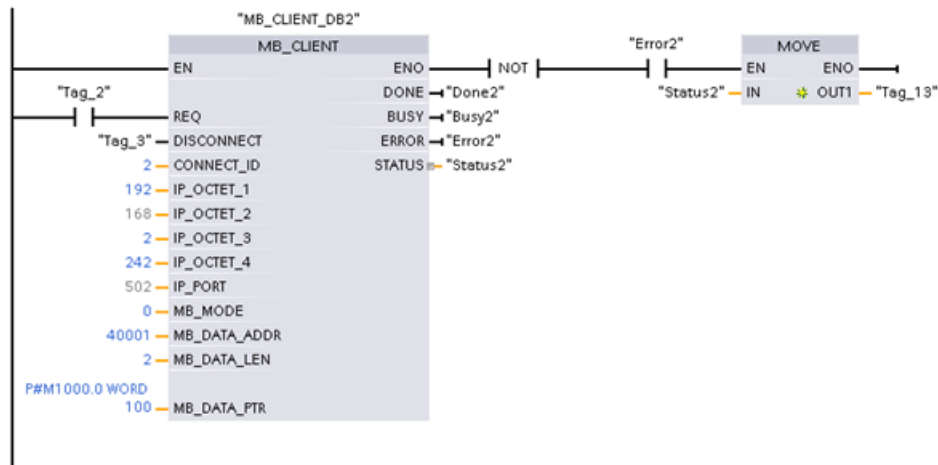 "MB_CLIENT_DB2"
MB_CLIENT
"Error2"
MOVE
EN ENO NOT EN ENO
"Tag_2" DONE "Done2" "Status2" IN OUT1 "Tag_13"
REQ BUSY "Busy2"
"Tag_3" DISCONNECT ERROR "Error2"
2 CONNECT_ID STATUS "Status2"
192 IP_OCTET_1
168 IP_OCTET_2
2 IP_OCTET_3
242 IP_OCTET_4
502 IP_PORT
0 MB_MODE
40001 MB_DATA_ADDR
2 MB_DATA_LEN
P#M1000.0 WORD
100 MB_DATA_PTR